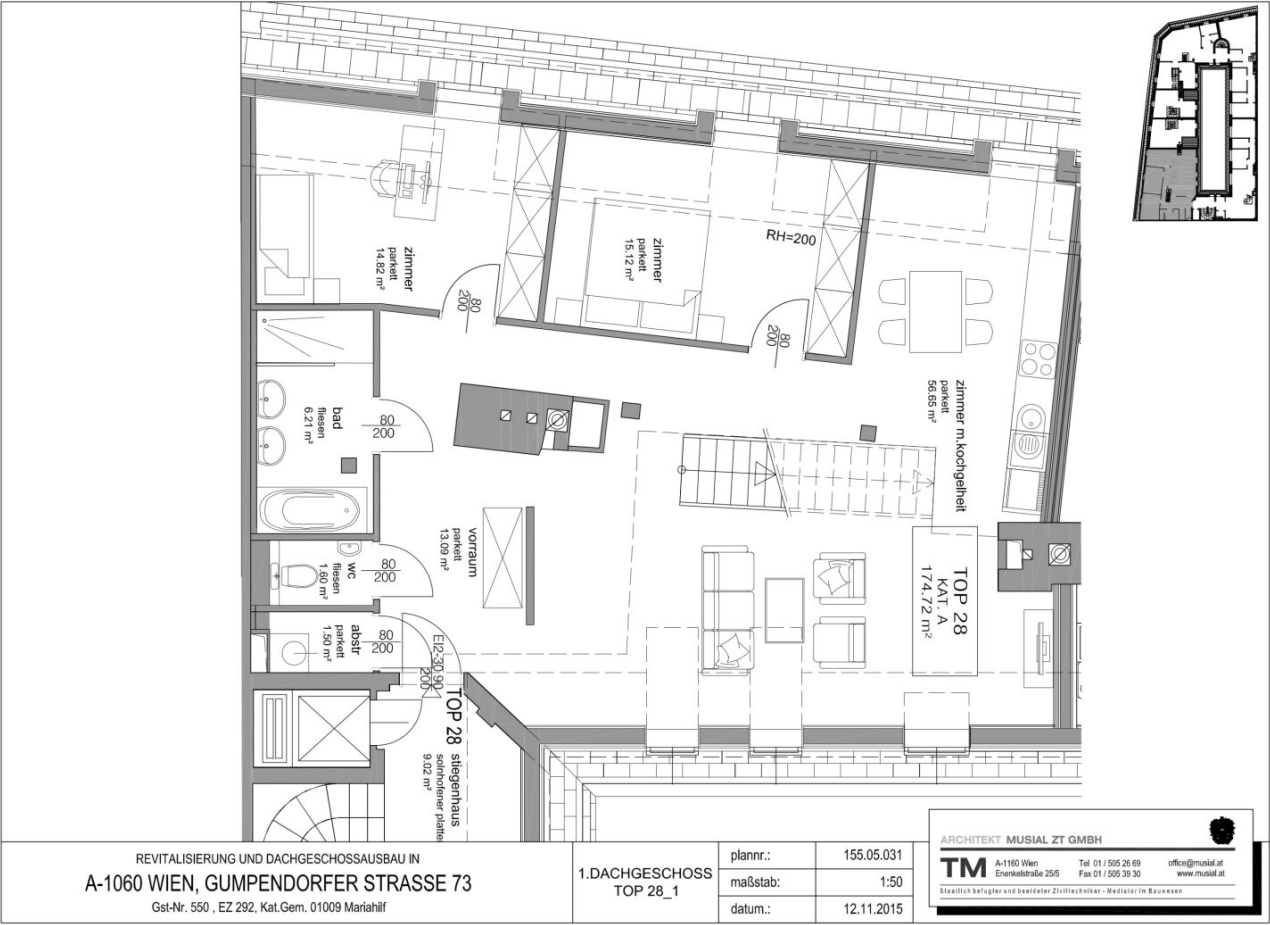 zimmer
parkett
14.82 m²
80
200
zimmer
parkett
15.12 m²
RH=200
80
200
zimmer m.kochgelheit
parkett
56.65 m²
bad
fliesen
6.21 m²
80
200
vorraum
parkett
13.09 m²
wc
fliesen
1.60 m²
80
200
abstr
parkett
1.50 m²
80
200
EI2-30 90
200
TOP 28
KAT. A
174.72 m²
TOP 28
stiegenhaus
solnhofener platte
9.02 m²
REVITALISIERUNG UND DACHGESCHOSSAUSBAU IN
A-1060 WIEN, GUMPENDORFER STRASSE 73
Gst-Nr. 550 , EZ 292, Kat.Gem. 01009 Mariahilf
1.DACHGESCHOSS
TOP 28_1
plannr.: 155.05.031
maßstab: 1:50
datum.: 12.11.2015
ARCHITEKT MUSIAL ZT GMBH
TM
A-1160 Wien
Enenkelstraße 25/5
Tel 01 / 505 26 69
Fax 01 / 505 39 30
office@musial.at
www.musial.at
Staatlich befugter und beeideter Ziviltechniker - Mediator im Bauwesen